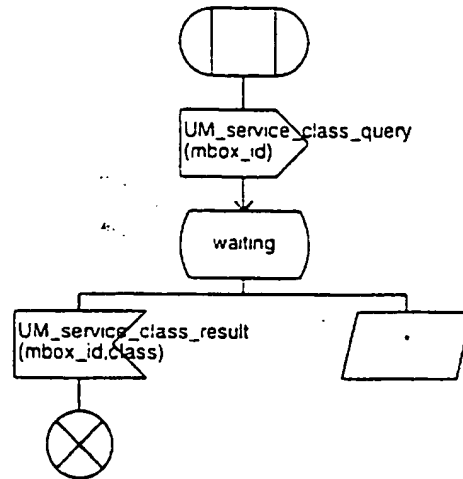 UM_service_class_query
(mbox_id)
waiting
UM_service_class_result
(mbox_id,class)
*